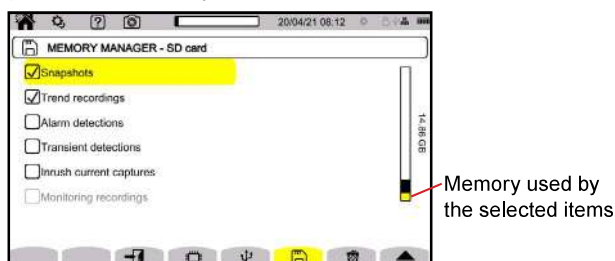 ?
20/04/21 08:12
MEMORY MANAGER - SD card
Snapshots
Trend recordings
Alarm detections
Transient detections
Inrush current captures
Monitoring recordings
14.86 GB
Memory used by
the selected items